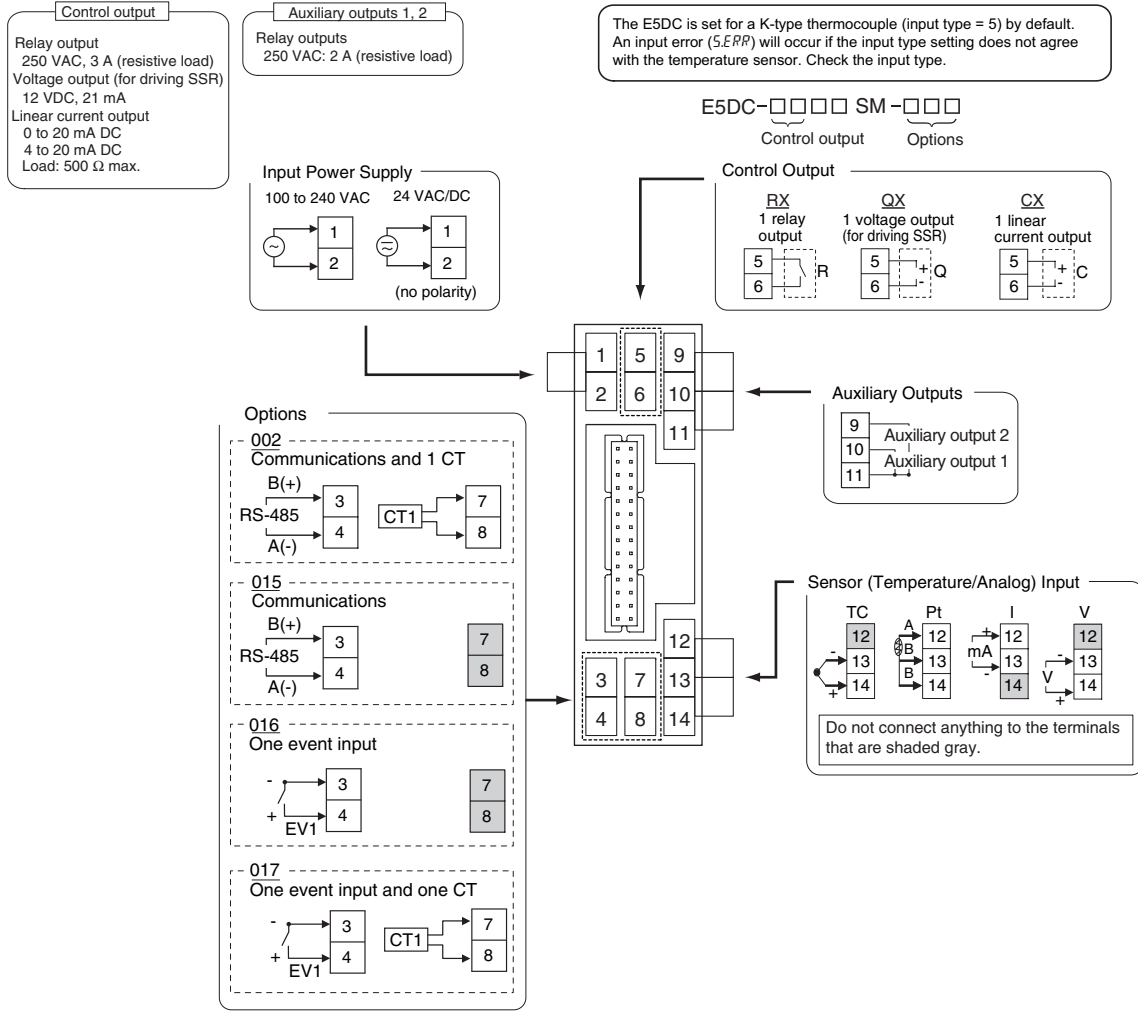 Control output
Relay output
250 VAC, 3 A (resistive load)
Voltage output (for driving SSR)
12 VDC, 21 mA
Linear current output
0 to 20 mA DC
4 to 20 mA DC
Load: 500 Ω max.
Auxiliary outputs 1, 2
Relay outputs
250 VAC: 2 A (resistive load)
The E5DC is set for a K-type thermocouple (input type = 5) by default.
An input error (S.ERR) will occur if the input type setting does not agree
with the temperature sensor. Check the input type.
E5DC-□□□□ SM -□□□
Control output Options
Input Power Supply
100 to 240 VAC 24 VAC/DC
1 1
2 2
(no polarity)
Control Output
RX QX CX
1 relay
output
1 voltage output
(for driving SSR)
1 linear
current output
5 R 5 + Q 5 + C
6 6 - 6 -
1 5 9
2 6 10
11
12
3 7 13
4 8 14
Auxiliary Outputs
9
Auxiliary output 2
10
Auxiliary output 1
11
Options
002
Communications and 1 CT
B(+)
RS-485
A(-)
3
4
CT1
7
8
015
Communications
B(+)
RS-485
A(-)
3
4
7
8
016
One event input
-
+
EV1
3
4
7
8
017
One event input and one CT
-
+
EV1
3
4
CT1
7
8
Sensor (Temperature/Analog) Input
TC Pt I V
12 A 12 + 12 12
- 13 B 13 mA 13 - 13
+ 14 B 14 - 14 V + 14
Do not connect anything to the terminals
that are shaded gray.